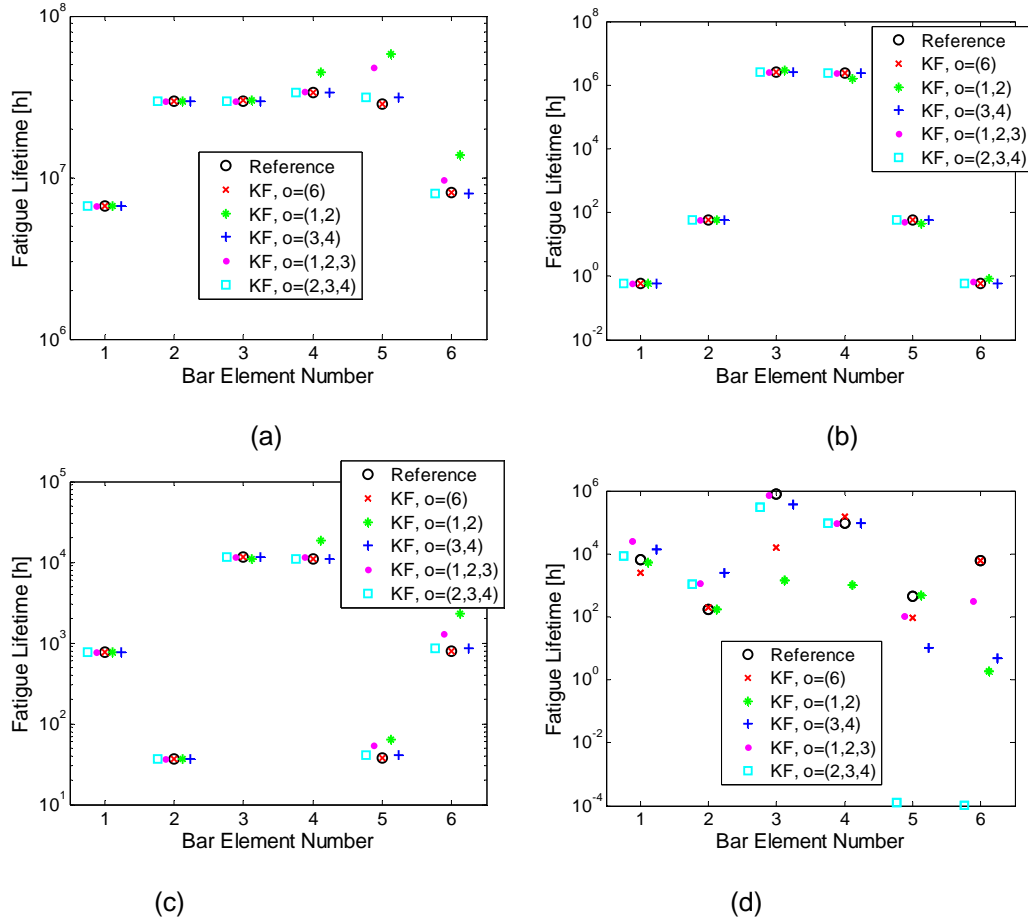 10^8
10^7
10^6
Fatigue Lifetime [h]
Reference
KF, o=(6)
KF, o=(1,2)
KF, o=(3,4)
KF, o=(1,2,3)
KF, o=(2,3,4)
1 2 3 4 5 6
Bar Element Number
(a)
10^8
10^6
10^4
10^2
10^0
10^-2
Fatigue Lifetime [h]
Reference
KF, o=(6)
KF, o=(1,2)
KF, o=(3,4)
KF, o=(1,2,3)
KF, o=(2,3,4)
1 2 3 4 5 6
Bar Element Number
(b)
10^5
10^4
10^3
10^2
10^1
Fatigue Lifetime [h]
Reference
KF, o=(6)
KF, o=(1,2)
KF, o=(3,4)
KF, o=(1,2,3)
KF, o=(2,3,4)
1 2 3 4 5 6
Bar Element Number
(c)
10^6
10^4
10^2
10^0
10^-2
10^-4
Fatigue Lifetime [h]
Reference
KF, o=(6)
KF, o=(1,2)
KF, o=(3,4)
KF, o=(1,2,3)
KF, o=(2,3,4)
1 2 3 4 5 6
Bar Element Number
(d)